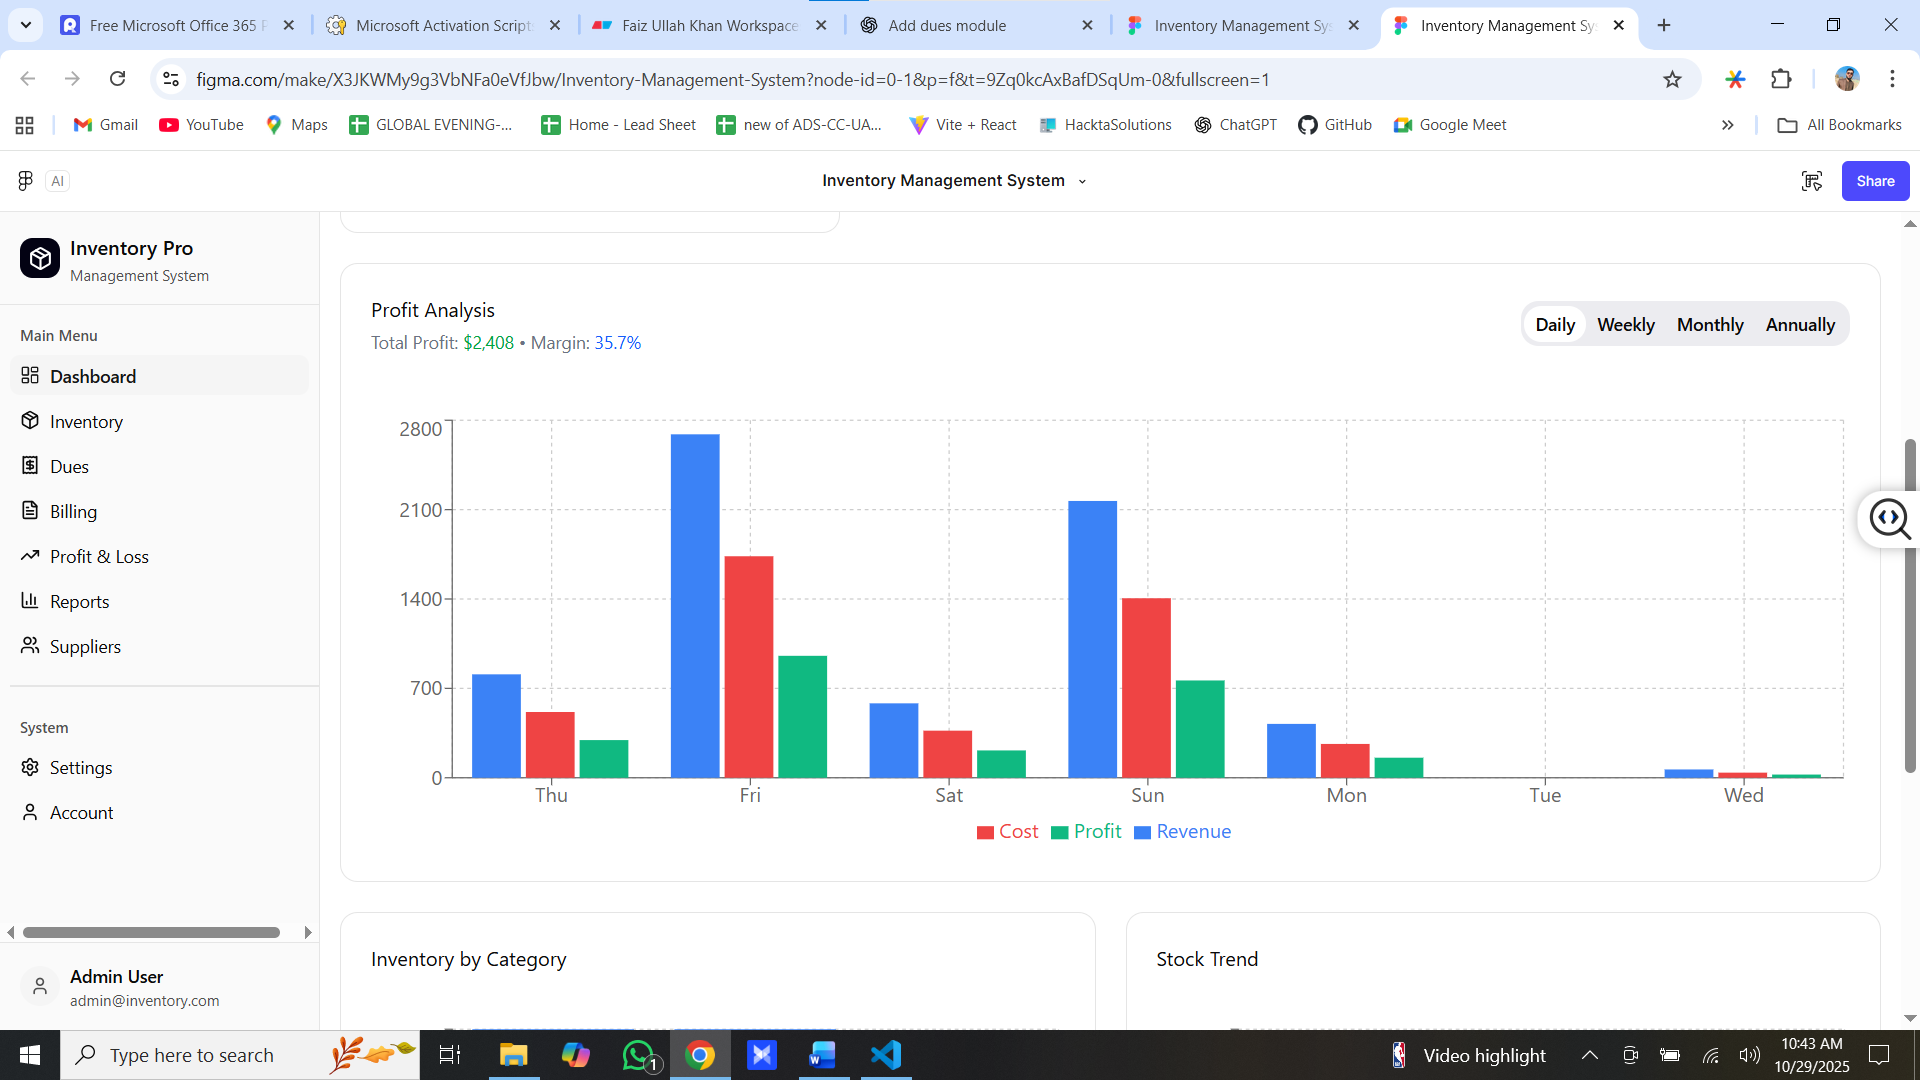 Free Microsoft Office 365 P
Microsoft Activation Scripts
Faiz Ullah Khan Workspace
Add dues module
Inventory Management Sys
Inventory Management Sys
figma.com/make/X3JKWMy9g3VbNFa0eVfJbw/Inventory-Management-System?node-id=0-1&p=f&t=9Zq0kcAxBafDSqUm-0&fullscreen=1
Gmail
YouTube
Maps
GLOBAL EVENING-...
Home - Lead Sheet
new of ADS-CC-UA...
Vite + React
HacktaSolutions
ChatGPT
GitHub
Google Meet
All Bookmarks
AI
Inventory Management System
Share
Inventory Pro
Management System
Main Menu
Dashboard
Inventory
Dues
Billing
Profit & Loss
Reports
Suppliers
System
Settings
Account
Admin User
admin@inventory.com
Profit Analysis
Total Profit: $2,408 • Margin: 35.7%
Daily
Weekly
Monthly
Annually
2800
2100
1400
700
0
Thu
Fri
Sat
Sun
Mon
Tue
Wed
Cost
Profit
Revenue
Inventory by Category
Stock Trend
Type here to search
1
Video highlight
10:43 AM
10/29/2025